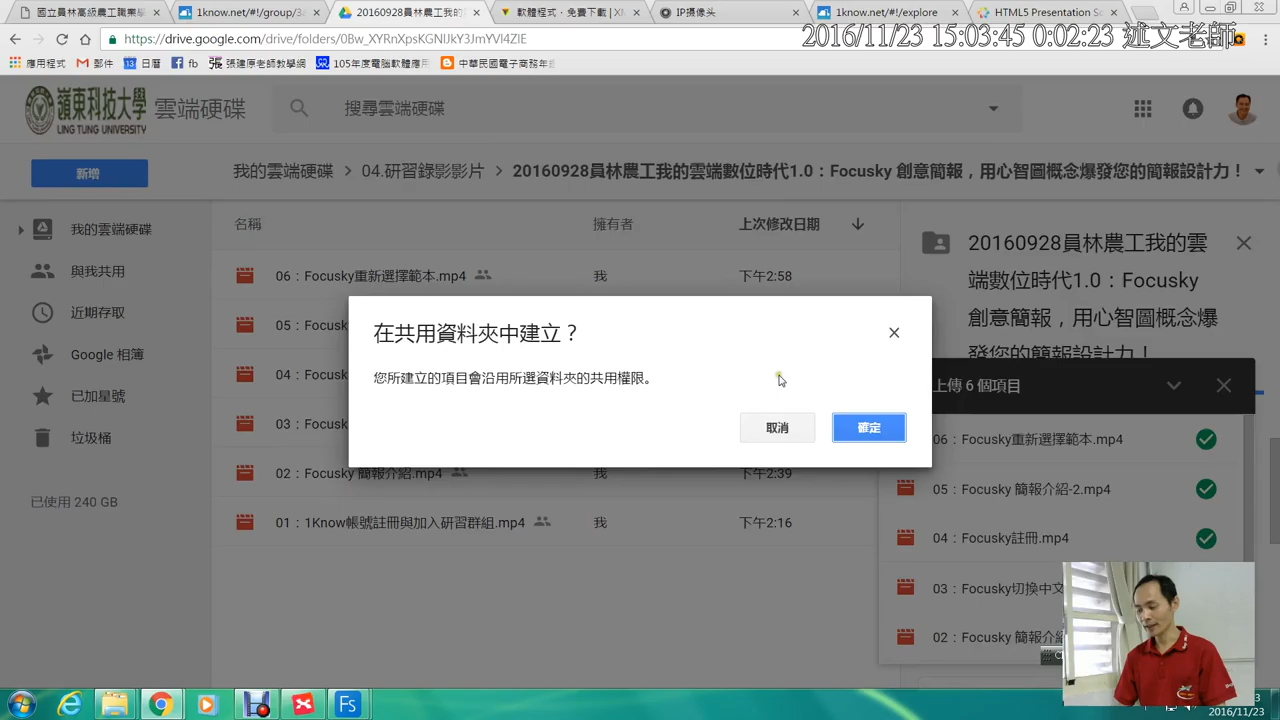 國立員林高級農工職業學
1know.net/#!/group/3
20160928員林農工我的
軟體程式 · 免費下載 | XM
IP摄像头
1know.net/#!/explore
HTML5 Presentation So
https://drive.google.com/drive/folders/0Bw_XYRnXpsKGNlJkY3JmYVl4ZlE
2016/11/23 15:03:45 0:02:23 述文老師
應用程式
郵件
日曆
fb
張建原老師教學網
105年度電腦軟體應用
中華民國電子商務年
嶺東科技大學
LING TUNG UNIVERSITY
雲端硬碟
搜尋雲端硬碟
新增
我的雲端硬碟 > 04.研習錄影影片 > 20160928員林農工我的雲端數位時代1.0：Focusky 創意簡報，用心智圖概念爆發您的簡報設計力！
我的雲端硬碟
與我共用
近期存取
Google 相簿
已加星號
垃圾桶
已使用 240 GB
名稱
擁有者
上次修改日期
06：Focusky重新選擇範本.mp4
我
下午2:58
05：Focus
04：Focus
03：Focus
02：Focusky 簡報介紹.mp4
我
下午2:39
01：1Know帳號註冊與加入研習群組.mp4
我
下午2:16
在共用資料夾中建立？
您所建立的項目會沿用所選資料夾的共用權限。
取消
確定
20160928員林農工我的雲
端數位時代1.0：Focusky
創意簡報，用心智圖概念爆
發您的簡報設計力！
上傳 6 個項目
06：Focusky重新選擇範本.mp4
05：Focusky 簡報介紹-2.mp4
04：Focusky註冊.mp4
03：Focusky切換中文
02：Focusky 簡報介紹
Fs
2016/11/23